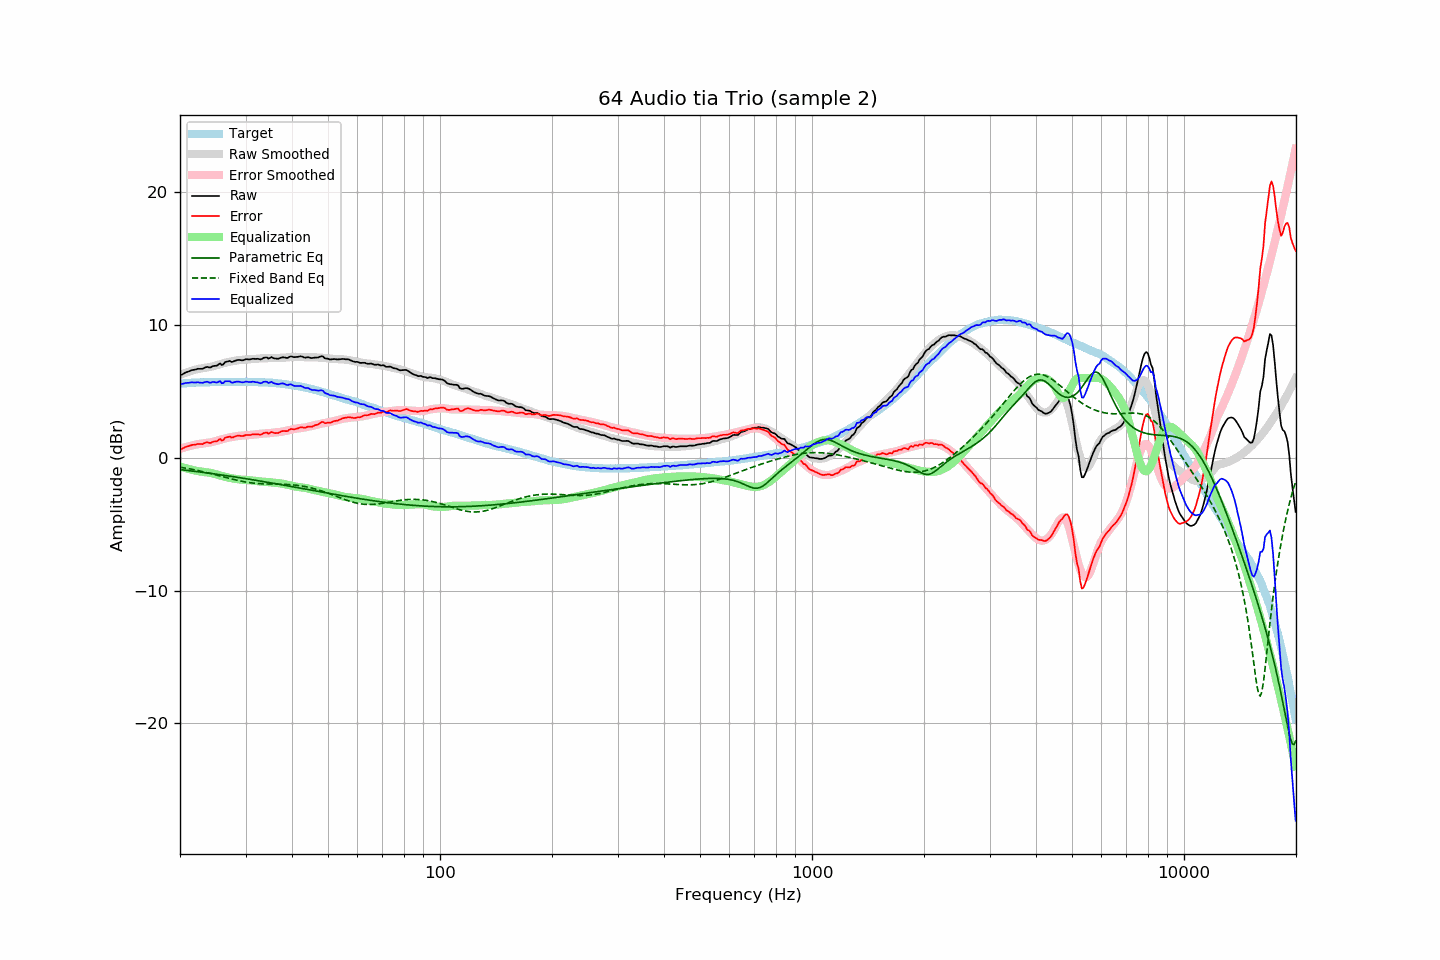 64 Audio tia Trio (sample 2)
Target
Raw Smoothed
Error Smoothed
Raw
Error
Equalization
Parametric Eq
Fixed Band Eq
Equalized
20
10
0
−10
−20
Amplitude (dBr)
100
1000
10000
Frequency (Hz)